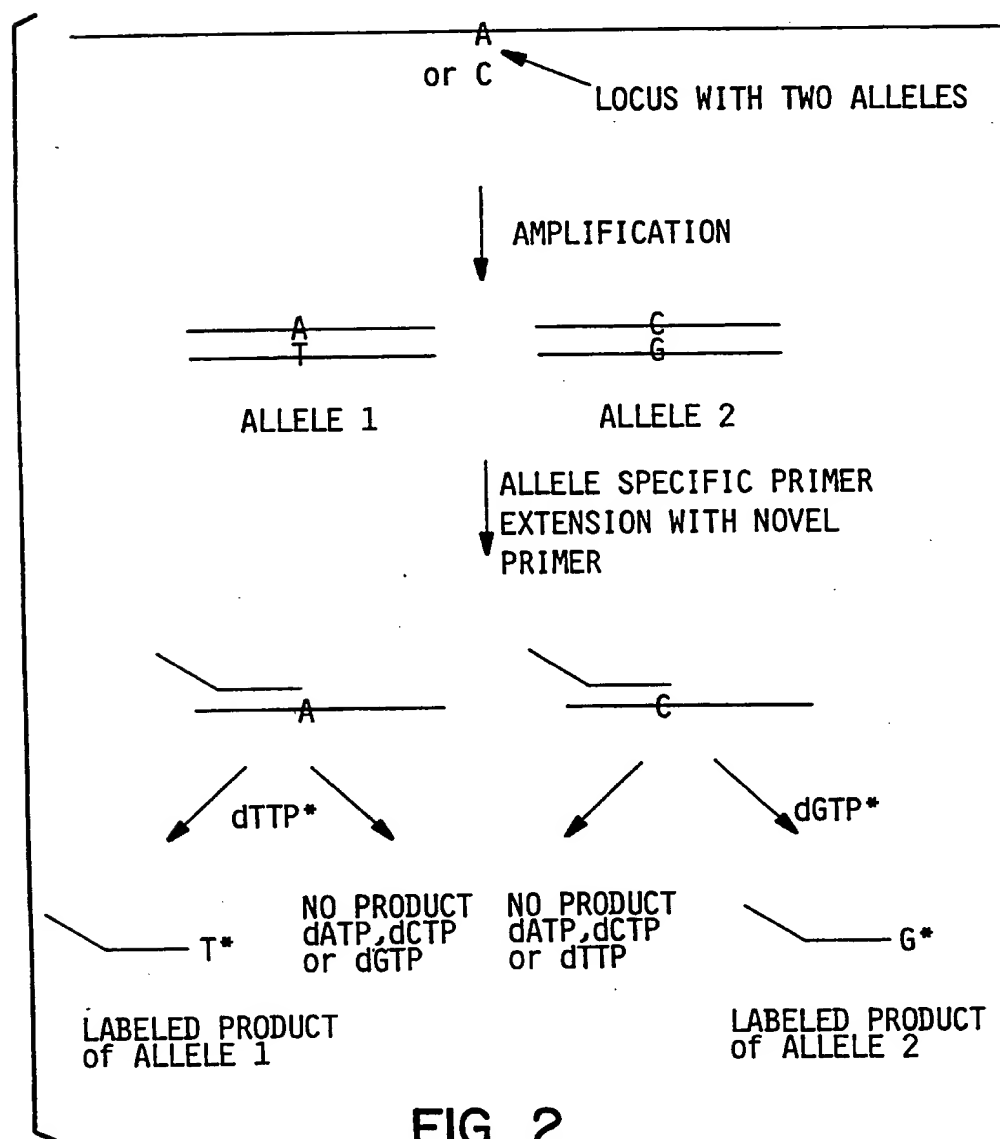 A
or C
LOCUS WITH TWO ALLELES
AMPLIFICATION
A
T
C
G
ALLELE 1
ALLELE 2
ALLELE SPECIFIC PRIMER
EXTENSION WITH NOVEL
PRIMER
A
C
dTTP*
dGTP*
T*
NO PRODUCT
dATP,dCTP
or dGTP
NO PRODUCT
dATP,dCTP
or dTTP
G*
LABELED PRODUCT
of ALLELE 1
LABELED PRODUCT
of ALLELE 2
FIG. 2